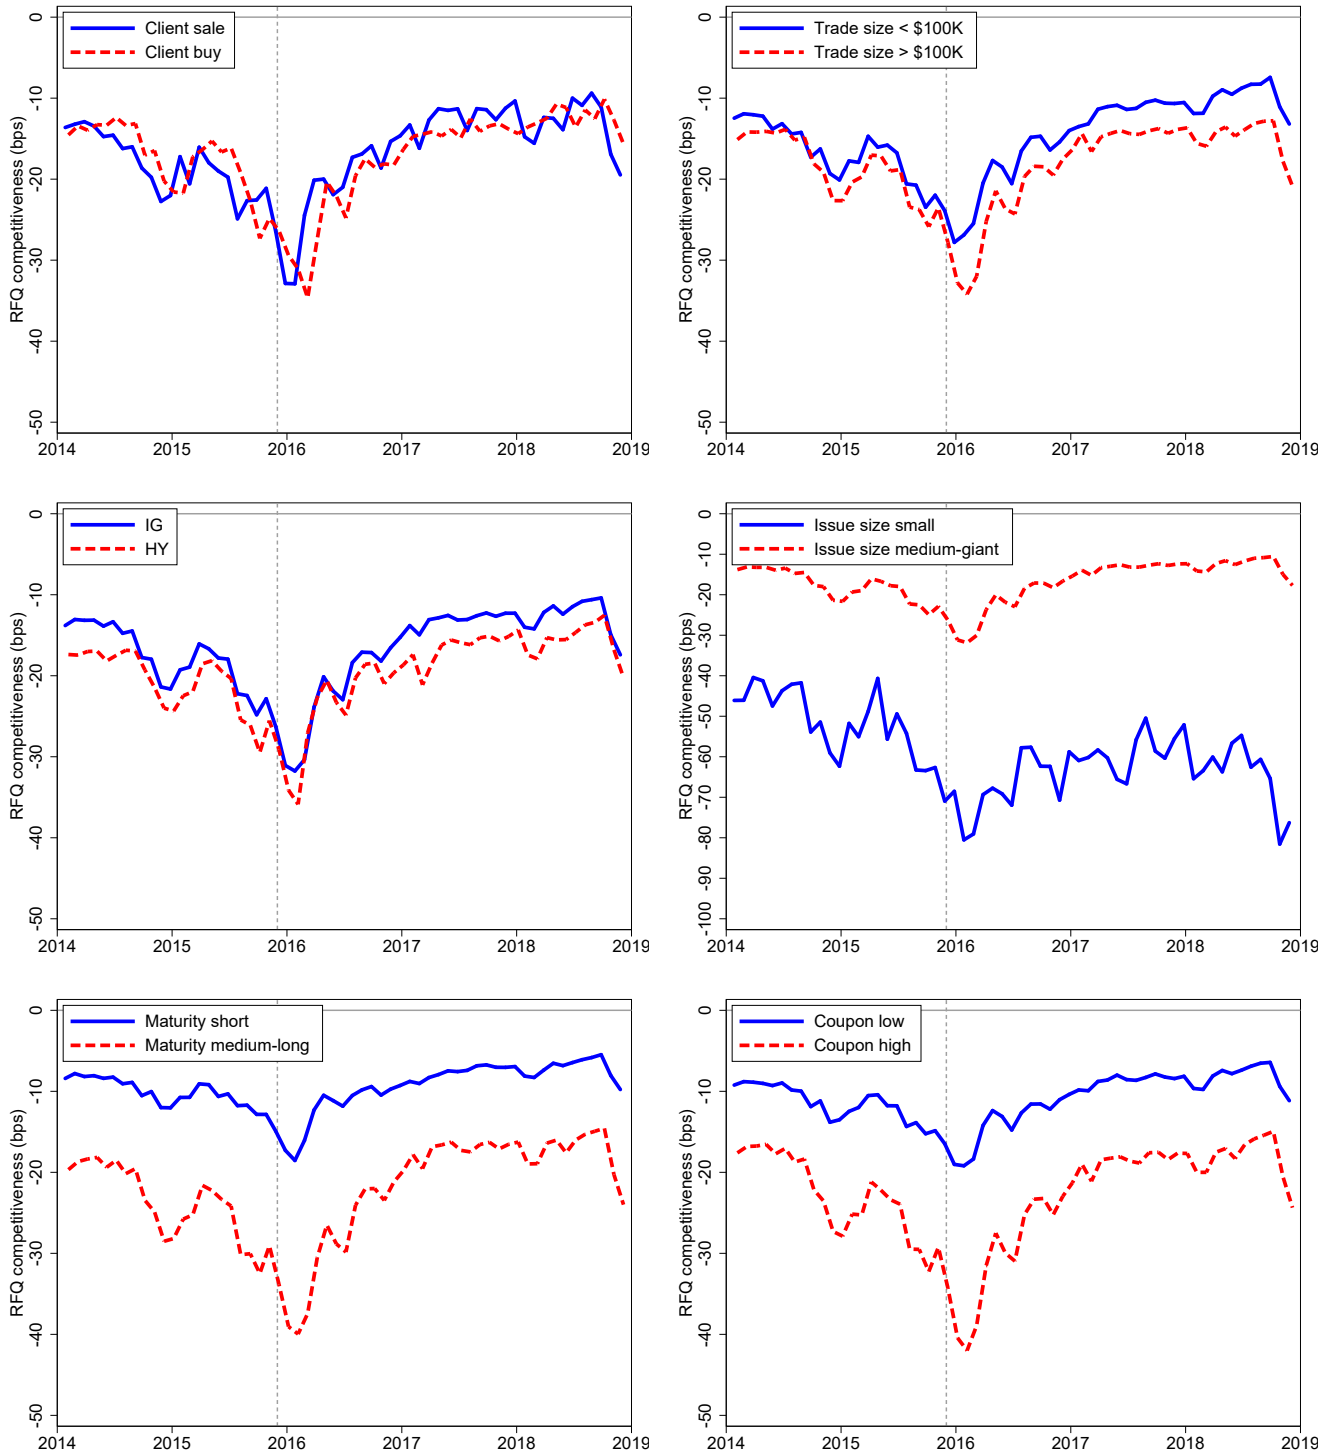 Client sale
Client buy
RFQ competitiveness (bps)
0
-10
-20
-30
-40
-50
2014 2015 2016 2017 2018 2019
Trade size < $100K
Trade size > $100K
RFQ competitiveness (bps)
0
-10
-20
-30
-40
-50
2014 2015 2016 2017 2018 2019
IG
HY
RFQ competitiveness (bps)
0
-10
-20
-30
-40
-50
2014 2015 2016 2017 2018 2019
Issue size small
Issue size medium-giant
RFQ competitiveness (bps)
0
-10
-20
-30
-40
-50
-60
-70
-80
-90
-100
2014 2015 2016 2017 2018 2019
Maturity short
Maturity medium-long
RFQ competitiveness (bps)
0
-10
-20
-30
-40
-50
2014 2015 2016 2017 2018 2019
Coupon low
Coupon high
RFQ competitiveness (bps)
0
-10
-20
-30
-40
-50
2014 2015 2016 2017 2018 2019